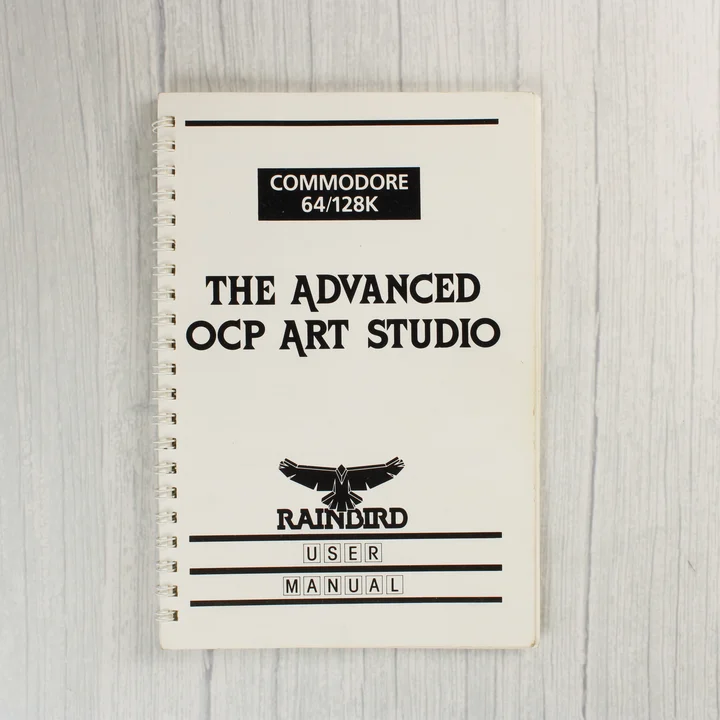 COMMODORE
64/128K
THE ADVANCED
OCP ART STUDIO
RAINBIRD
USER
MANUAL